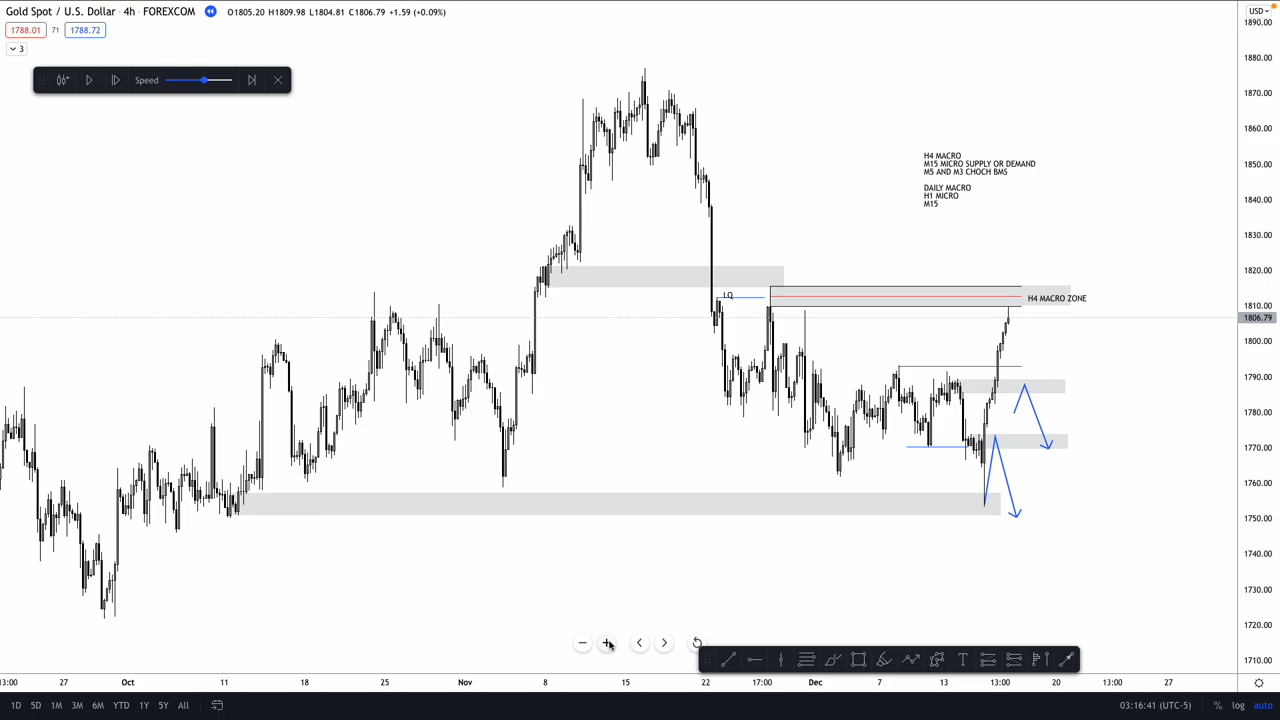 Gold Spot / U.S. Dollar · 4h · FOREXCOM O1805.20 H1809.98 L1804.81 C1806.79 +1.59 (+0.09%)
USD
1788.01 71 1788.72
3
Speed
1890.00
1880.00
1870.00
1860.00
1850.00
1840.00
1830.00
1820.00
1810.00
1806.79
1800.00
1790.00
1780.00
1770.00
1760.00
1750.00
1740.00
1730.00
1720.00
1710.00
H4 MACRO
M15 MICRO SUPPLY OR DEMAND
M5 AND M3 CHOCH BMS
DAILY MACRO
H1 MICRO
M15
LQ
H4 MACRO ZONE
13:00 27 Oct 11 18 25 Nov 8 15 22 17:00 Dec 7 13 13:00 20 13:00 27
1D 5D 1M 3M 6M YTD 1Y 5Y All
03:16:41 (UTC-5) % log auto